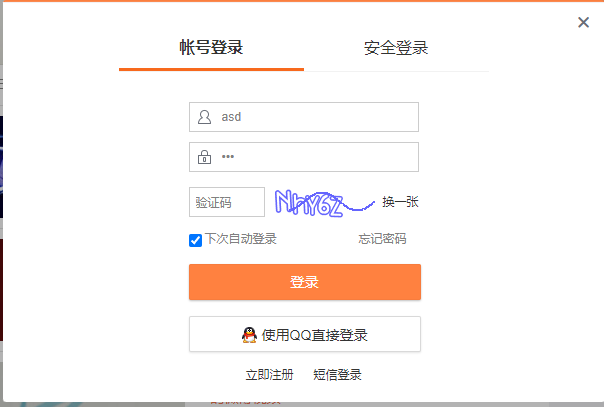 帐号登录 安全登录
asd
•••
验证码 换一张
下次自动登录 忘记密码
登录
使用QQ直接登录
立即注册 短信登录